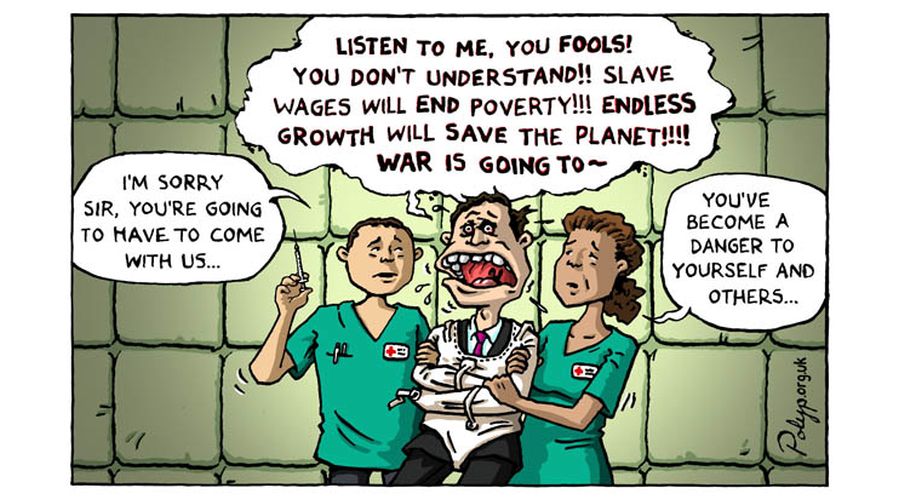 LISTEN TO ME, YOU FOOLS!
YOU DON'T UNDERSTAND!! SLAVE
WAGES WILL END POVERTY!!! ENDLESS
GROWTH WILL SAVE THE PLANET!!!!
WAR IS GOING TO~
I'M SORRY
SIR, YOU'RE GOING
TO HAVE TO COME
WITH US...
YOU'VE
BECOME A
DANGER TO
YOURSELF AND
OTHERS...
Polyp.org.uk